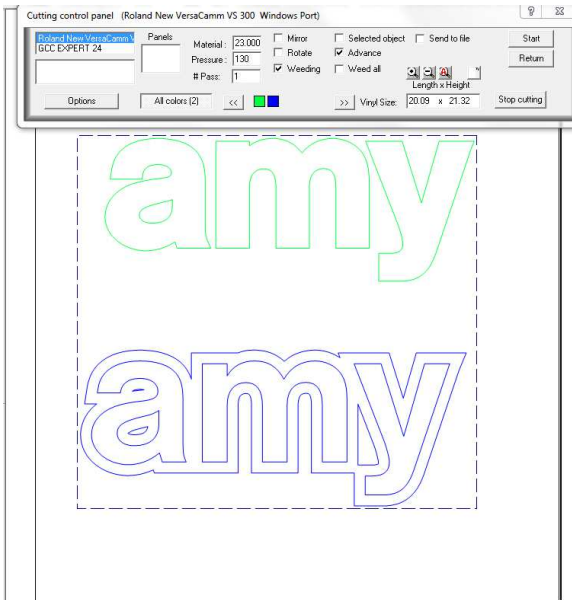 Cutting control panel (Roland New VersaCamm VS 300 Windows Port)
Roland New VersaCamm V
GCC EXPERT 24
Panels
Material : 23.000
Pressure : 130
# Pass: 1
Mirror
Rotate
Weeding
Selected object
Advance
Weed all
Send to file
Start
Return
Length x Height
Options
All colors (2)
<<
>>
Vinyl Size: 20.09 x 21.32
Stop cutting
amy
amy